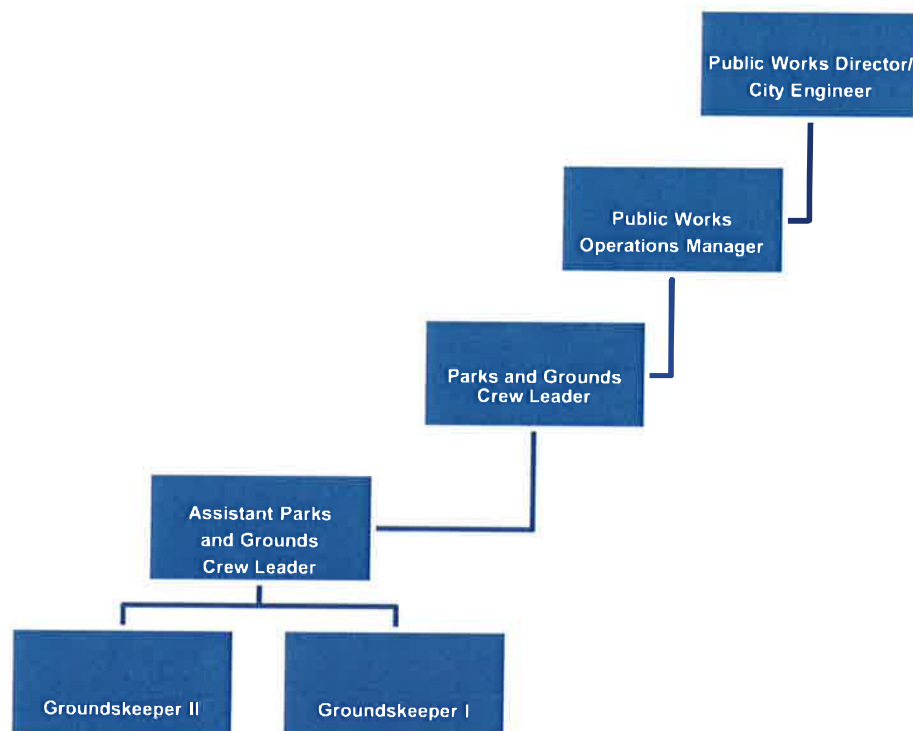 Public Works Director/
City Engineer
Public Works
Operations Manager
Parks and Grounds
Crew Leader
Assistant Parks
and Grounds
Crew Leader
Groundskeeper II
Groundskeeper I